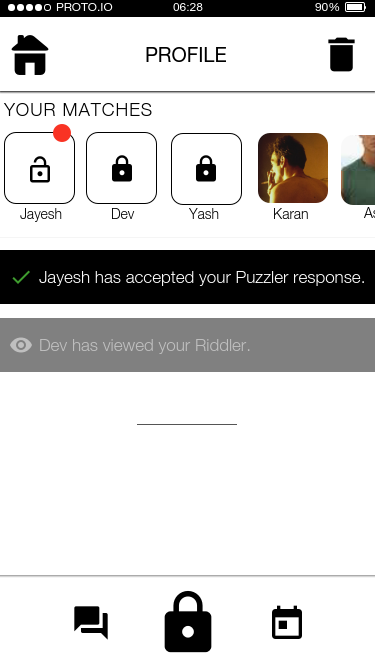 PROTO.IO 06:28 90%
PROFILE
YOUR MATCHES
Jayesh Dev Yash Karan
Jayesh has accepted your Puzzler response.
Dev has viewed your Riddler.